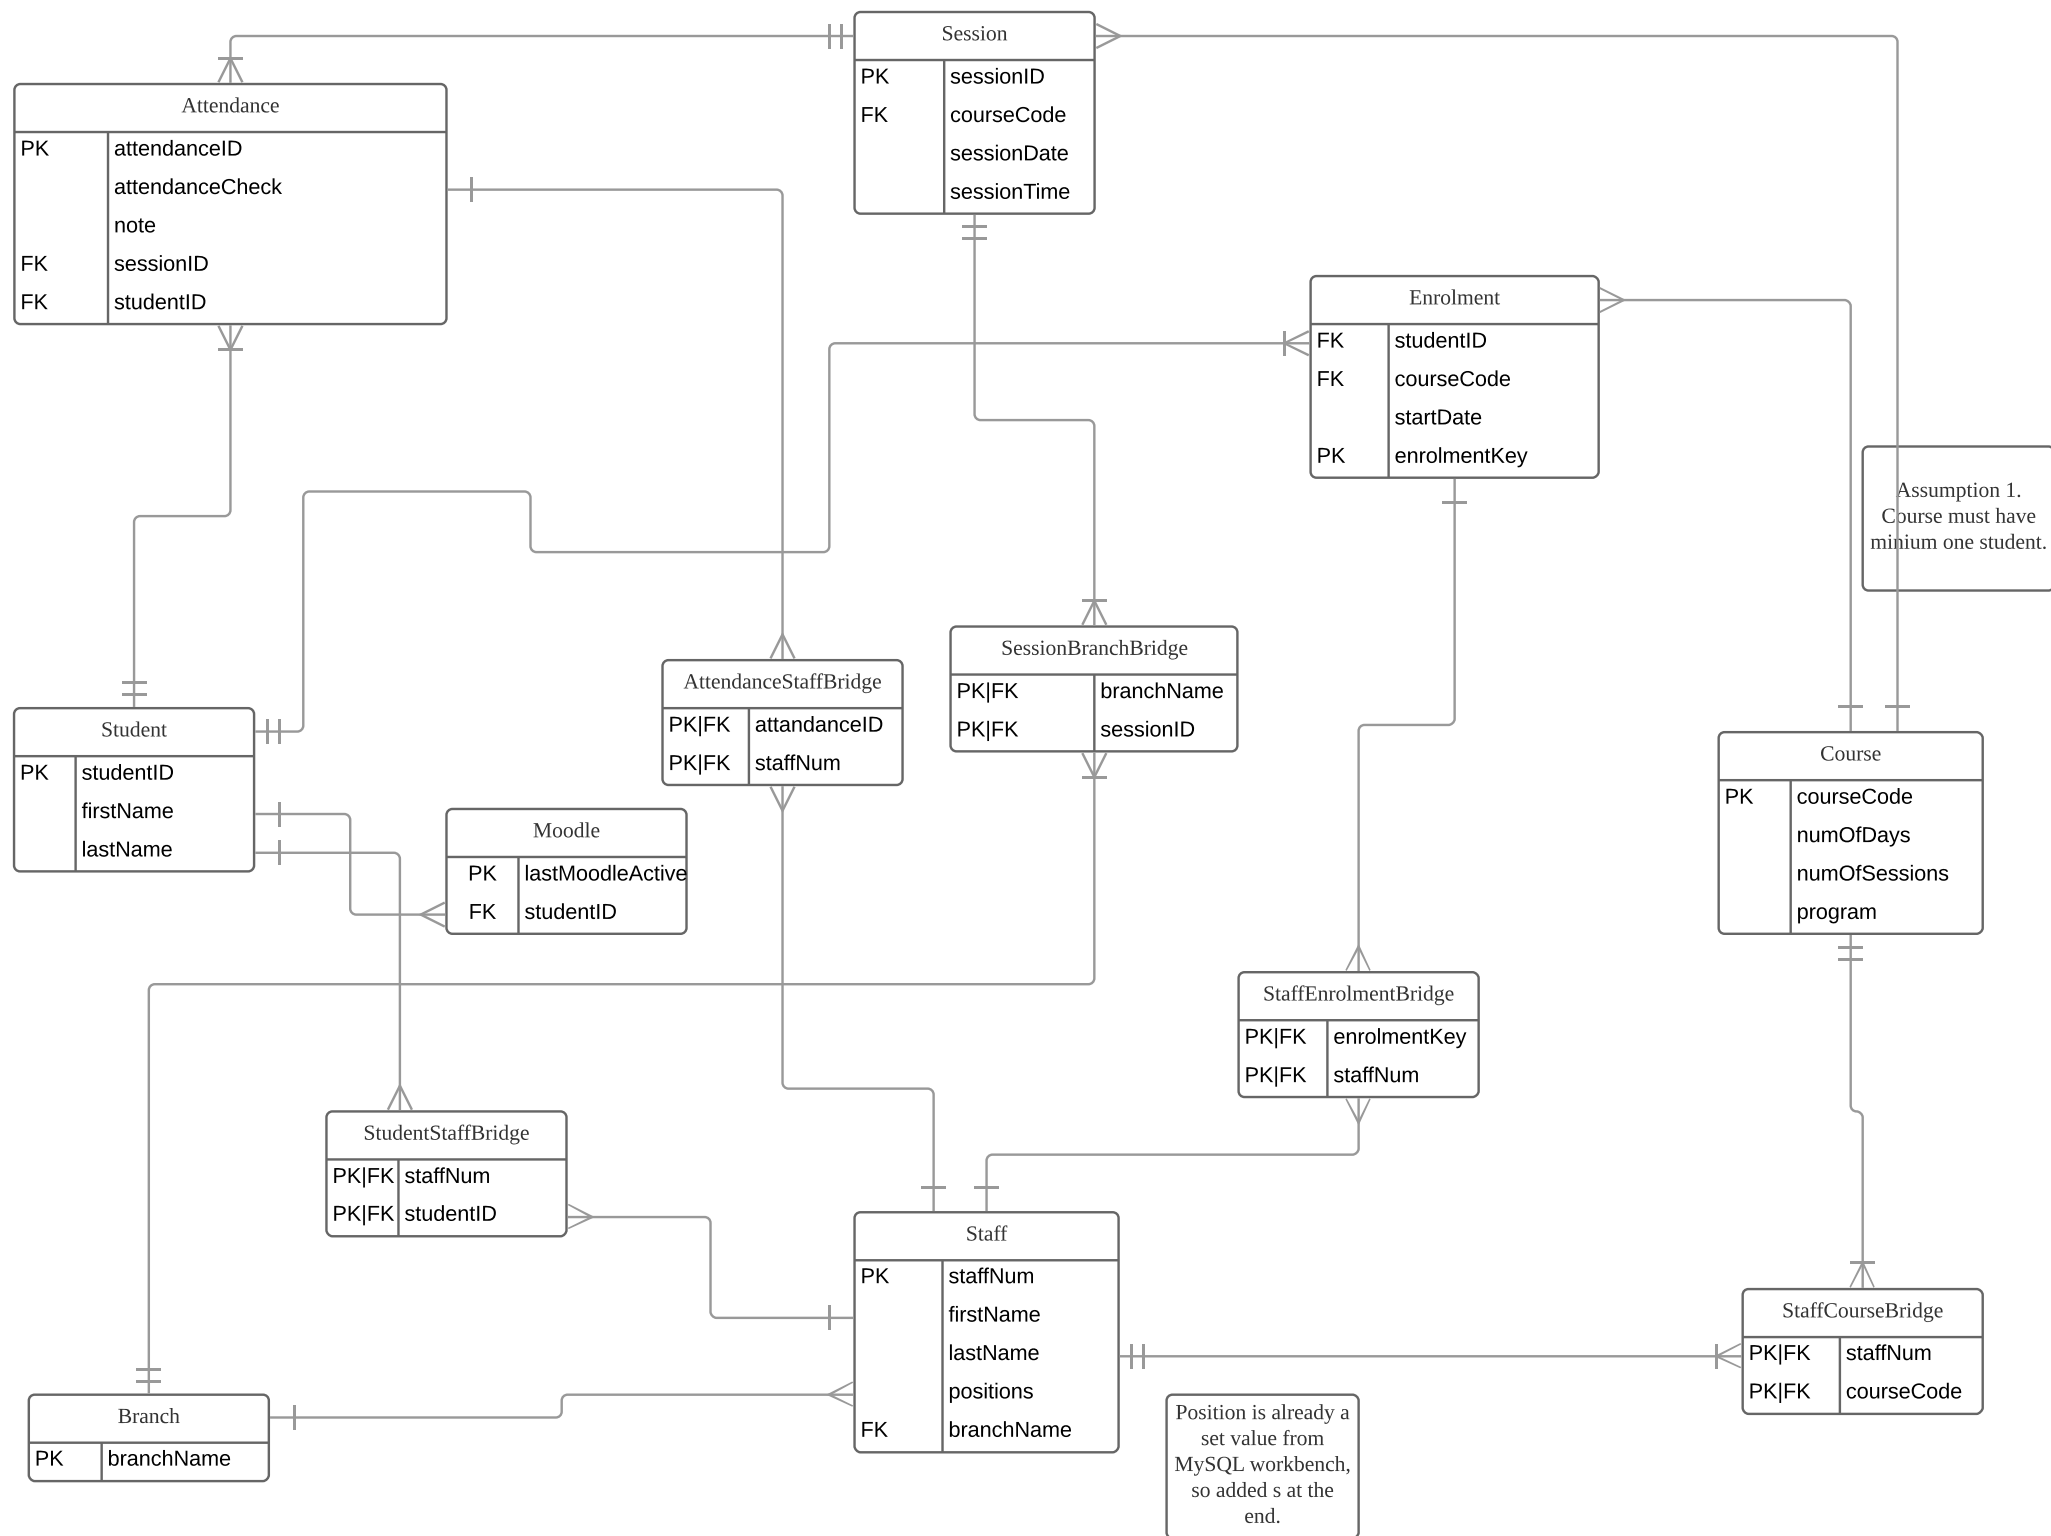 Session
PK sessionID
FK courseCode
sessionDate
sessionTime
Attendance
PK attendanceID
attendanceCheck
note
FK sessionID
FK studentID
Enrolment
FK studentID
FK courseCode
startDate
PK enrolmentKey
Assumption 1.
Course must have
minium one student.
SessionBranchBridge
PK|FK branchName
PK|FK sessionID
AttendanceStaffBridge
PK|FK attandanceID
PK|FK staffNum
Student
PK studentID
firstName
lastName
Course
PK courseCode
numOfDays
numOfSessions
program
Moodle
PK lastMoodleActive
FK studentID
StaffEnrolmentBridge
PK|FK enrolmentKey
PK|FK staffNum
StudentStaffBridge
PK|FK staffNum
PK|FK studentID
Staff
PK staffNum
firstName
lastName
positions
FK branchName
StaffCourseBridge
PK|FK staffNum
PK|FK courseCode
Branch
PK branchName
Position is already a
set value from
MySQL workbench,
so added s at the
end.